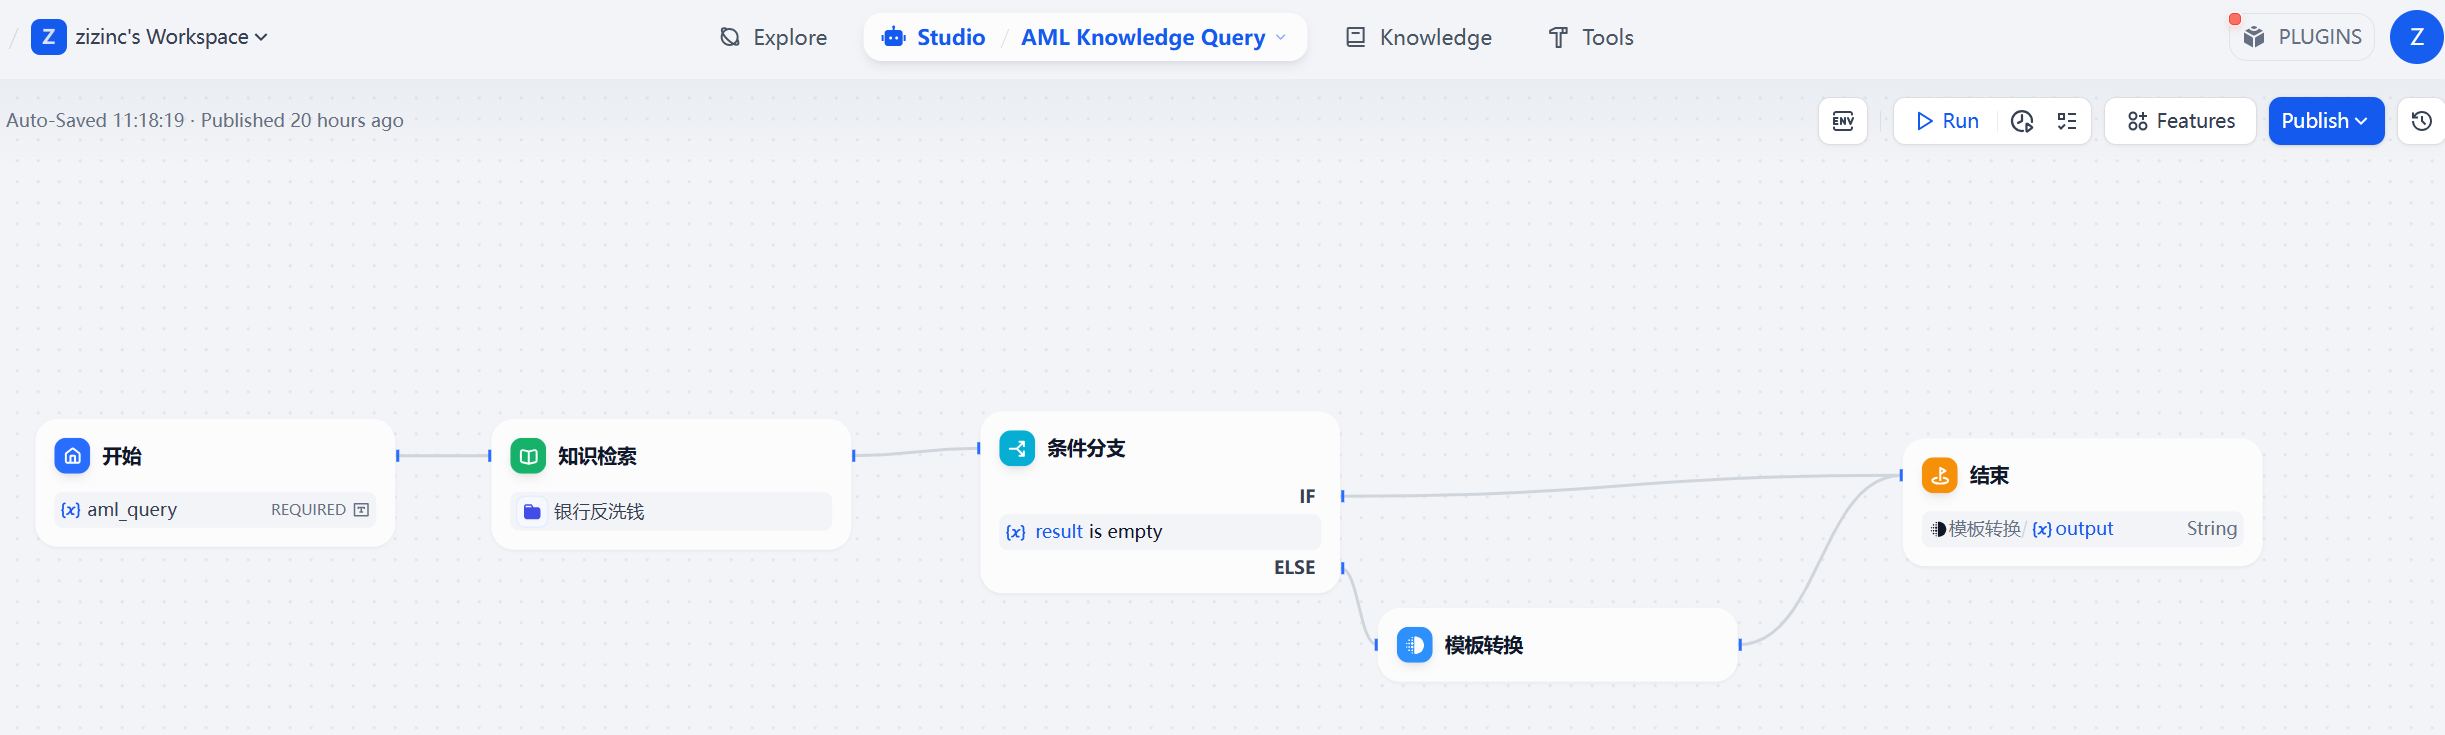 / Z zizinc's Workspace
Explore
Studio / AML Knowledge Query
Knowledge
Tools
PLUGINS
Z
Auto-Saved 11:18:19 · Published 20 hours ago
ENV
Run
Features
Publish
开始
{x} aml_query REQUIRED
知识检索
银行反洗钱
条件分支
IF
{x} result is empty
ELSE
模板转换
结束
模板转换/ {x} output String